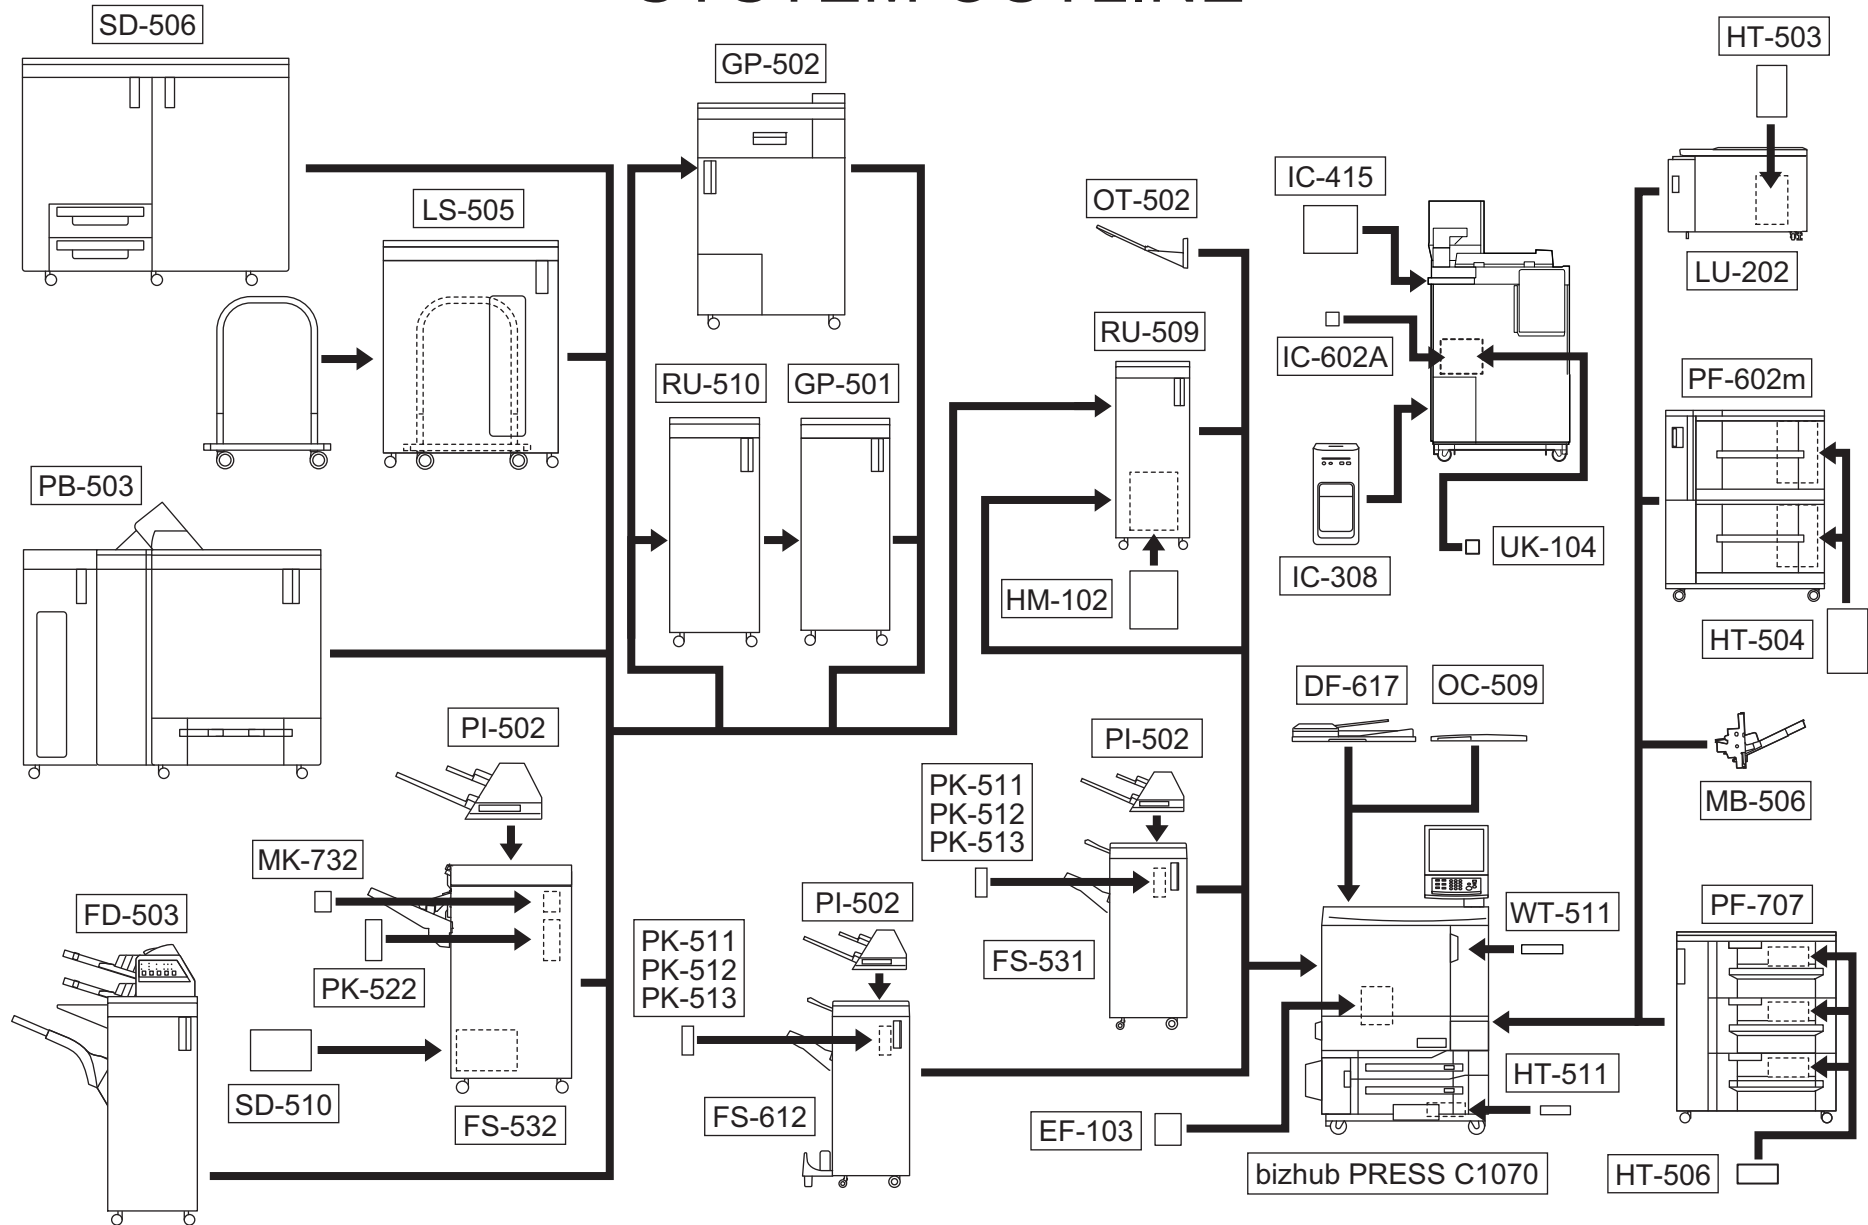 SYSTEM OUTLINE
SD-506
GP-502
HT-503
LS-505
OT-502
IC-415
LU-202
RU-509
IC-602A
RU-510
GP-501
PF-602m
PB-503
UK-104
IC-308
HM-102
HT-504
DF-617
OC-509
PI-502
PI-502
PK-511
PK-512
PK-513
MB-506
MK-732
PI-502
FD-503
WT-511
PF-707
PK-511
PK-512
PK-513
FS-531
PK-522
HT-511
SD-510
FS-532
FS-612
EF-103
bizhub PRESS C1070
HT-506